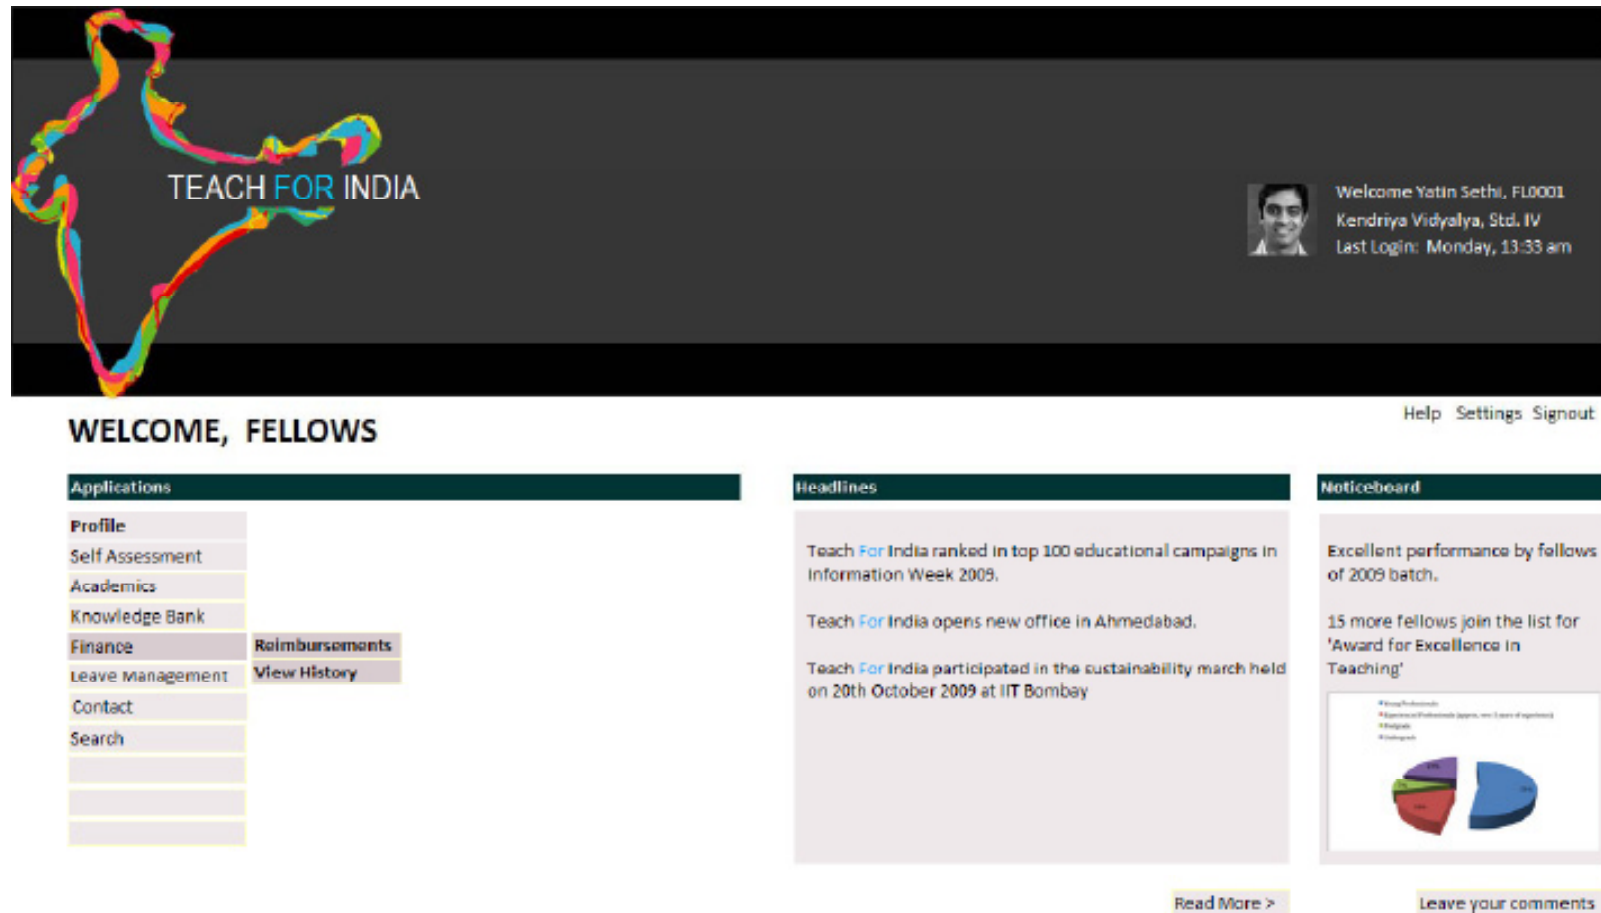 TEACH FOR INDIA
Welcome Yatin Sethi, FL0001
Kendriya Vidyalya, Std. IV
Last Login: Monday, 13:33 am
Help Settings Signout
WELCOME, FELLOWS
Applications
Profile
Self Assessment
Academics
Knowledge Bank
Finance
Reimbursements
View History
Leave Management
Contact
Search
Headlines
Teach For India ranked in top 100 educational campaigns in
Information Week 2009.
Teach For India opens new office in Ahmedabad.
Teach For India participated in the sustainability march held
on 20th October 2009 at IIT Bombay
Read More >
Noticeboard
Excellent performance by fellows
of 2009 batch.
15 more fellows join the list for
'Award for Excellence in
Teaching'
Young Professionals
Leave your comments